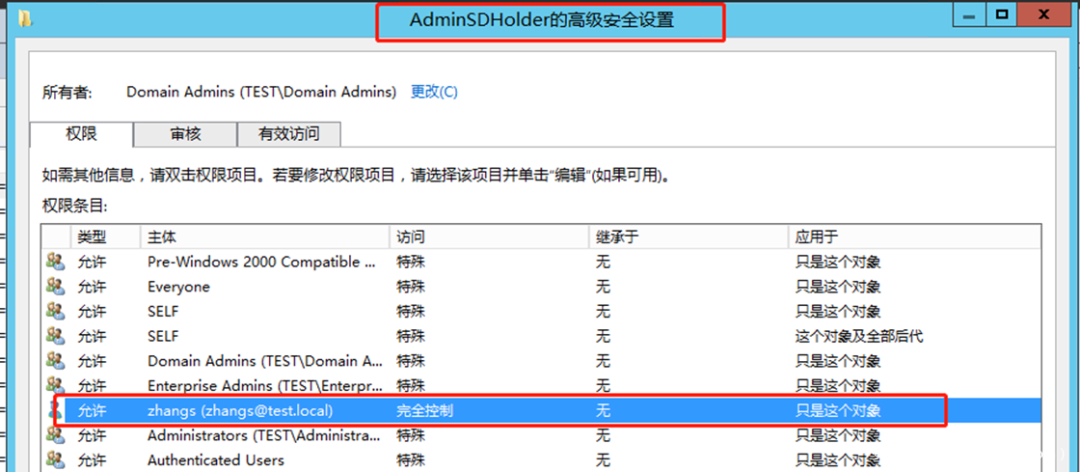 AdminSDHolder的高级安全设置
所有者: Domain Admins (TEST\Domain Admins) 更改(C)
权限 审核 有效访问
如需其他信息，请双击权限项目。若要修改权限项目，请选择该项目并单击“编辑”(如果可用)。
权限条目:
类型 主体 访问 继承于 应用于
允许 Pre-Windows 2000 Compatible ... 特殊 无 只是这个对象
允许 Everyone 特殊 无 只是这个对象
允许 SELF 特殊 无 只是这个对象
允许 SELF 特殊 无 这个对象及全部后代
允许 Domain Admins (TEST\Domain A... 特殊 无 只是这个对象
允许 Enterprise Admins (TEST\Enterpr... 特殊 无 只是这个对象
允许 zhangs (zhangs@test.local) 完全控制 无 只是这个对象
允许 Administrators (TEST\Administra... 特殊 无 只是这个对象
允许 Authenticated Users 特殊 无 只是这个对象